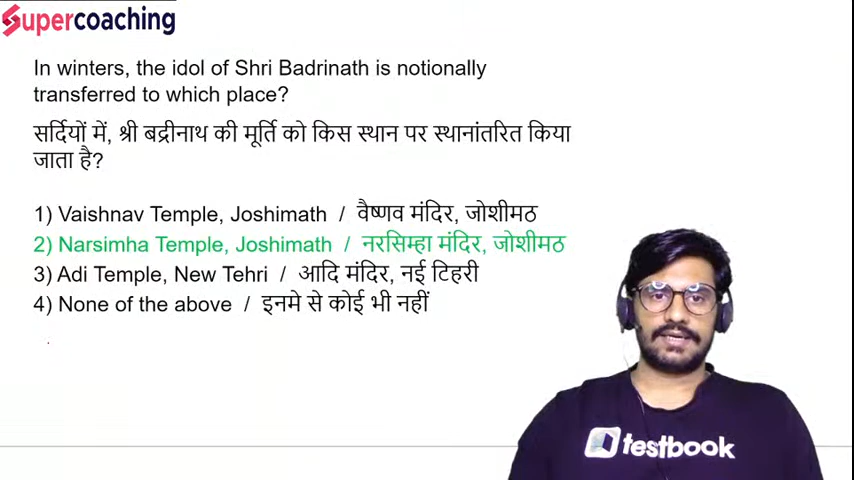 Supercoaching
In winters, the idol of Shri Badrinath is notionally
transferred to which place?
सर्दियों में, श्री बद्रीनाथ की मूर्ति को किस स्थान पर स्थानांतरित किया
जाता है?
1) Vaishnav Temple, Joshimath / वैष्णव मंदिर, जोशीमठ
2) Narsimha Temple, Joshimath / नरसिम्हा मंदिर, जोशीमठ
3) Adi Temple, New Tehri / आदि मंदिर, नई टिहरी
4) None of the above / इनमे से कोई भी नहीं
testbook